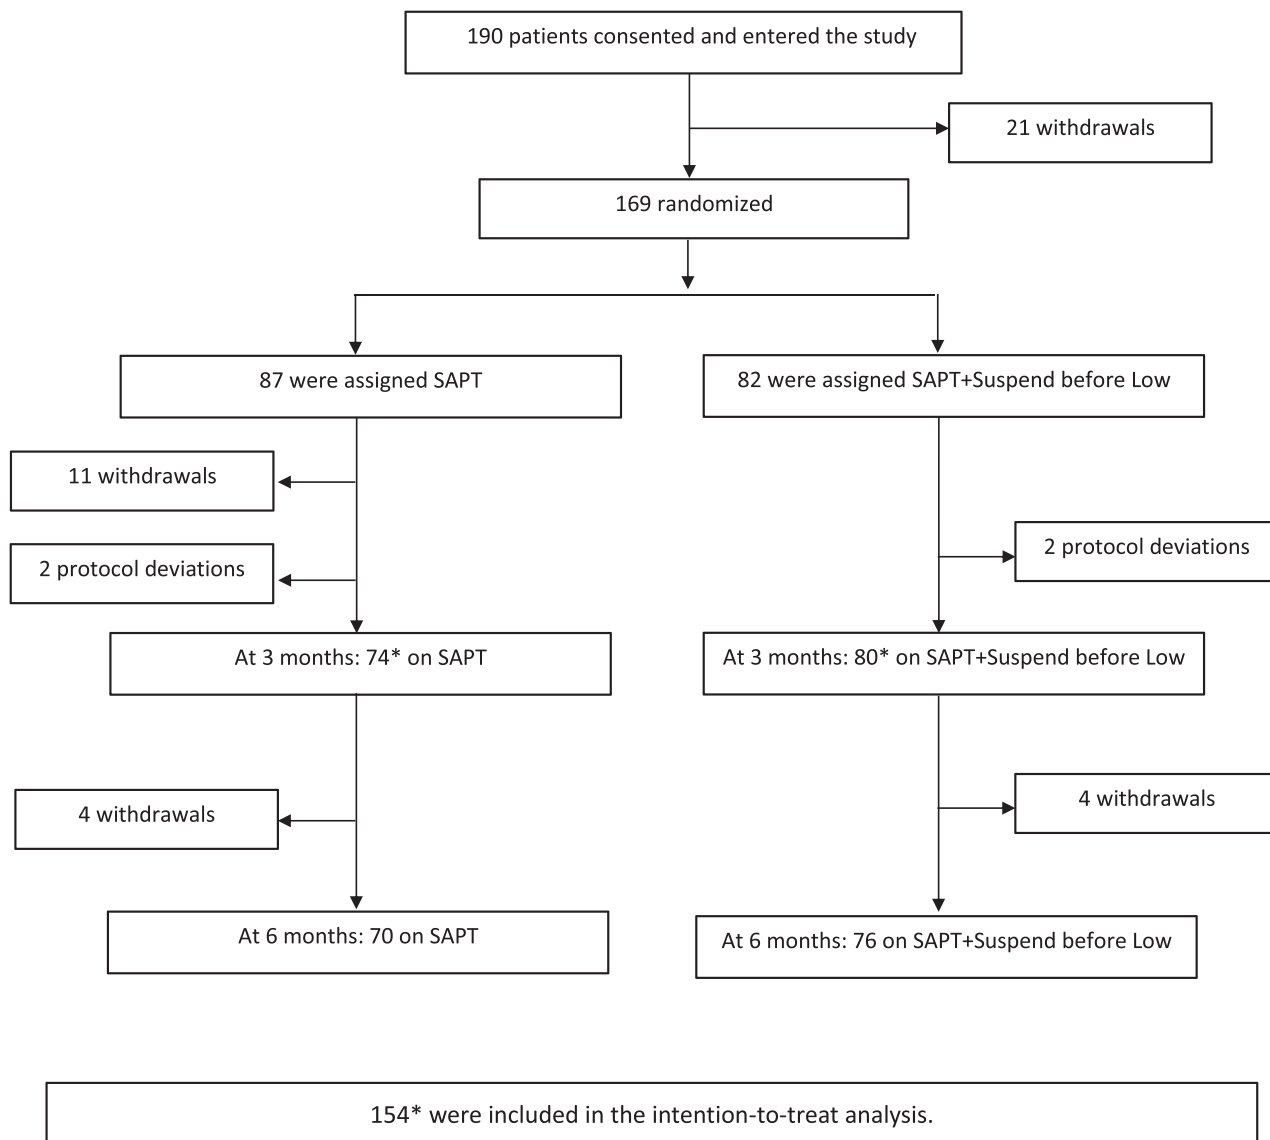 190 patients consented and entered the study
21 withdrawals
169 randomized
87 were assigned SAPT
82 were assigned SAPT+Suspend before Low
11 withdrawals
2 protocol deviations
2 protocol deviations
At 3 months: 74* on SAPT
At 3 months: 80* on SAPT+Suspend before Low
4 withdrawals
4 withdrawals
At 6 months: 70 on SAPT
At 6 months: 76 on SAPT+Suspend before Low
154* were included in the intention-to-treat analysis.